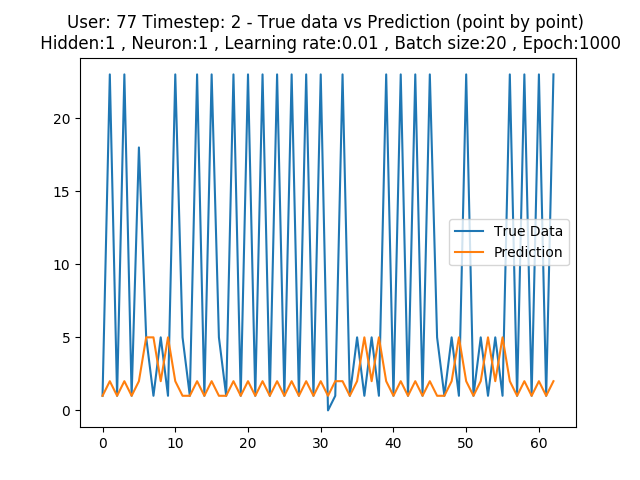 User: 77 Timestep: 2 - True data vs Prediction (point by point)
Hidden:1 , Neuron:1 , Learning rate:0.01 , Batch size:20 , Epoch:1000
20
15
10
5
0
True Data
Prediction
0 10 20 30 40 50 60